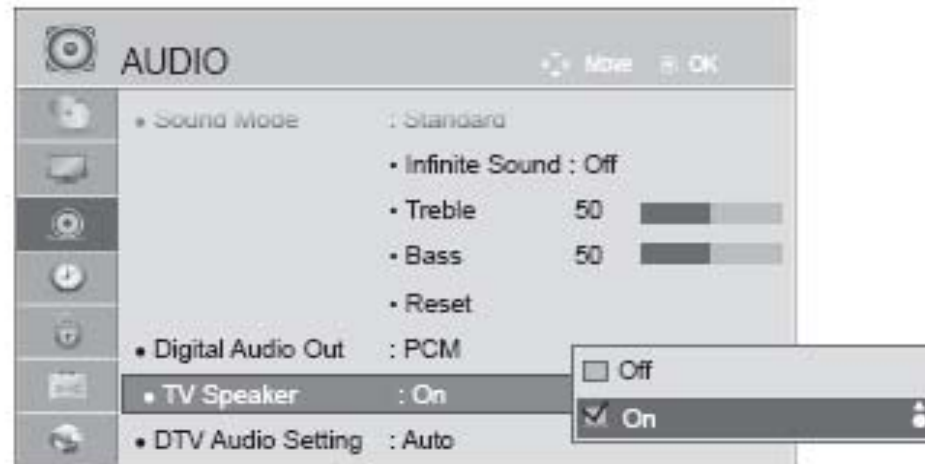 AUDIO
Move OK
• Sound Mode : Standard
• Infinite Sound : Off
• Treble 50
• Bass 50
• Reset
• Digital Audio Out : PCM
• TV Speaker : On
Off
On
• DTV Audio Setting : Auto